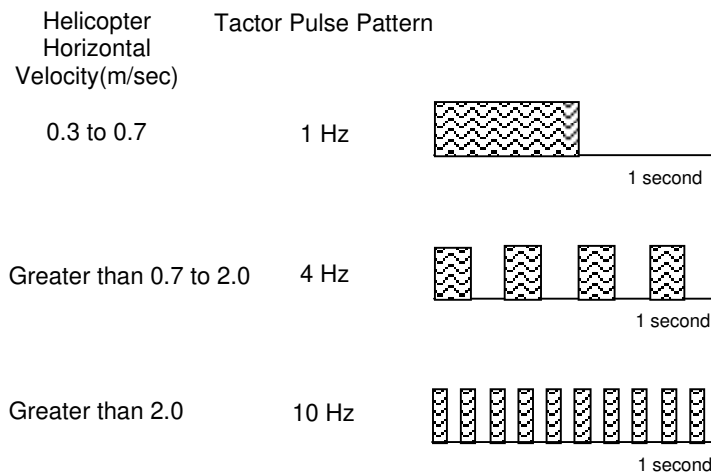 Helicopter
Horizontal
Velocity(m/sec)
Tactor Pulse Pattern
0.3 to 0.7
1 Hz
1 second
Greater than 0.7 to 2.0
4 Hz
1 second
Greater than 2.0
10 Hz
1 second